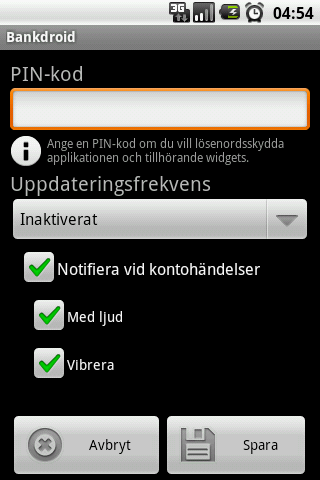 3G
04:54
Bankdroid
PIN-kod
Ange en PIN-kod om du vill lösenordsskydda
applikationen och tillhörande widgets.
Uppdateringsfrekvens
Inaktiverat
Notifiera vid kontohändelser
Med ljud
Vibrera
Avbryt
Spara